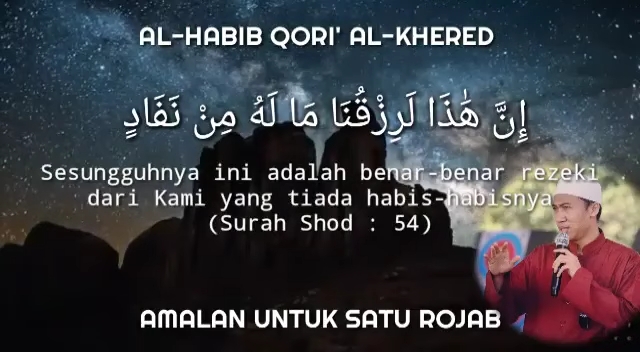 AL-HABIB QORI' AL-KHERED
إِنَّ هَٰذَا لَرِزْقُنَا مَا لَهُ مِنْ نَفَادٍ
Sesungguhnya ini adalah benar-benar rezeki
dari Kami yang tiada habis-habisnya
(Surah Shod : 54)
AMALAN UNTUK SATU ROJAB